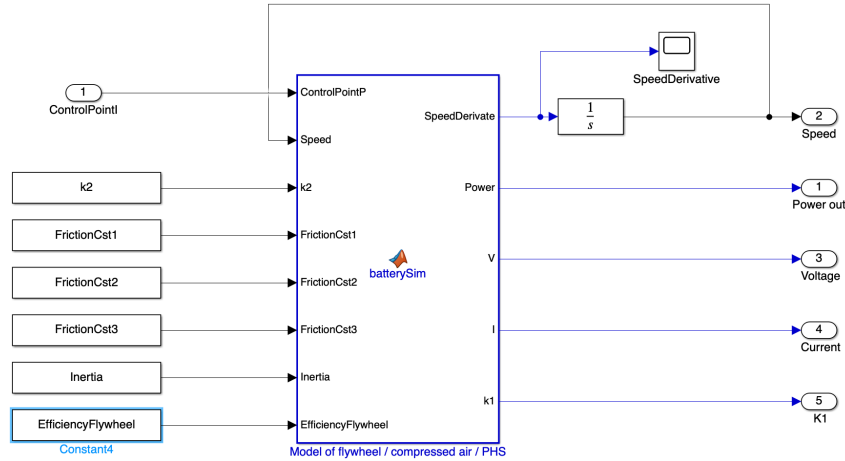 1
ControlPointI
k2
FrictionCst1
FrictionCst2
FrictionCst3
Inertia
EfficiencyFlywheel
Constant4
ControlPointP
Speed
k2
FrictionCst1
FrictionCst2
FrictionCst3
Inertia
EfficiencyFlywheel
batterySim
SpeedDerivate
Power
V
I
k1
Model of flywheel / compressed air / PHS
1
s
SpeedDerivative
2
Speed
1
Power out
3
Voltage
4
Current
5
K1